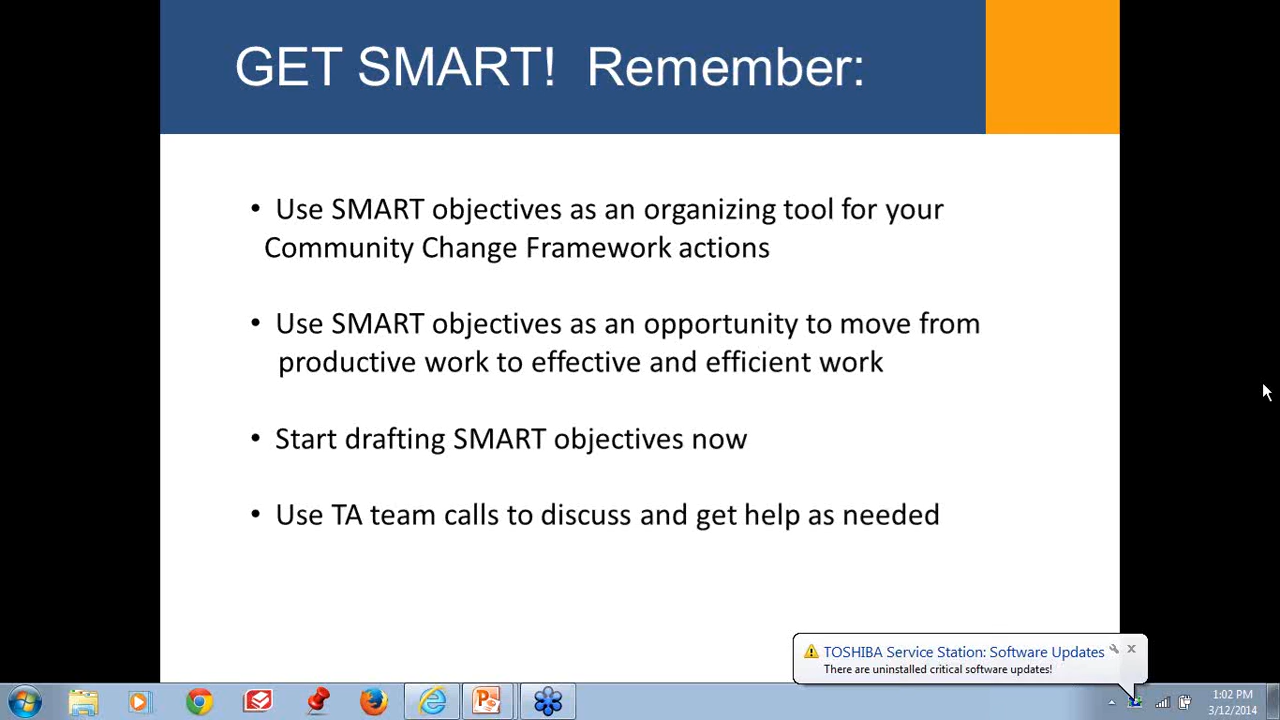 GET SMART!  Remember:
• Use SMART objectives as an organizing tool for your
Community Change Framework actions
• Use SMART objectives as an opportunity to move from
productive work to effective and efficient work
• Start drafting SMART objectives now
• Use TA team calls to discuss and get help as needed
TOSHIBA Service Station: Software Updates
There are uninstalled critical software updates!
1:02 PM
3/12/2014